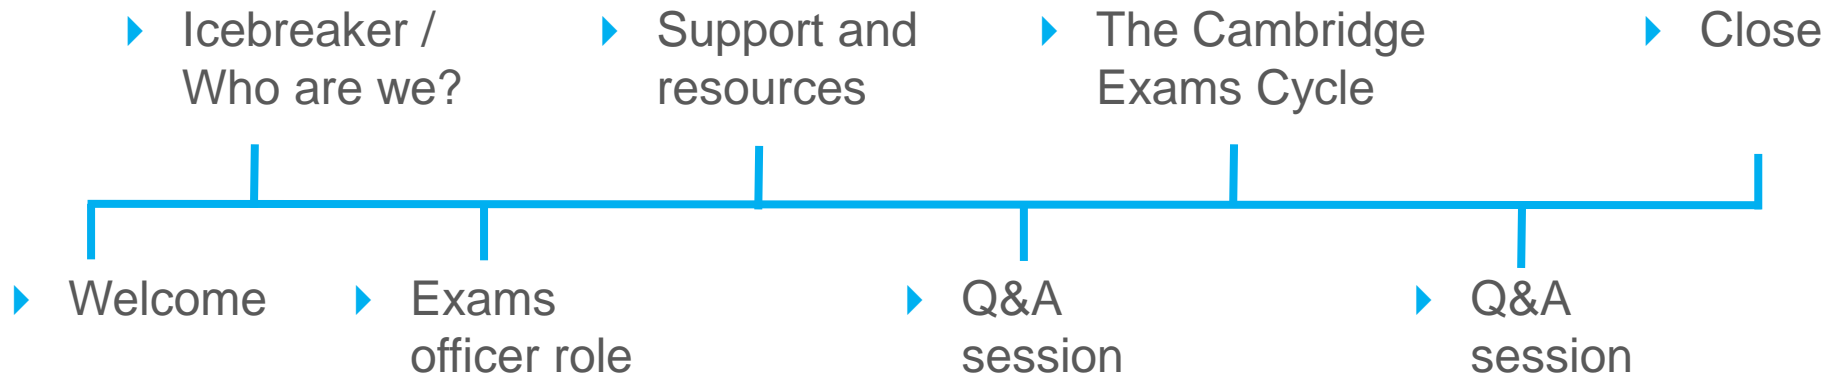 Icebreaker /
Who are we?
Support and
resources
The Cambridge
Exams Cycle
Close
Welcome
Exams
officer role
Q&A
session
Q&A
session